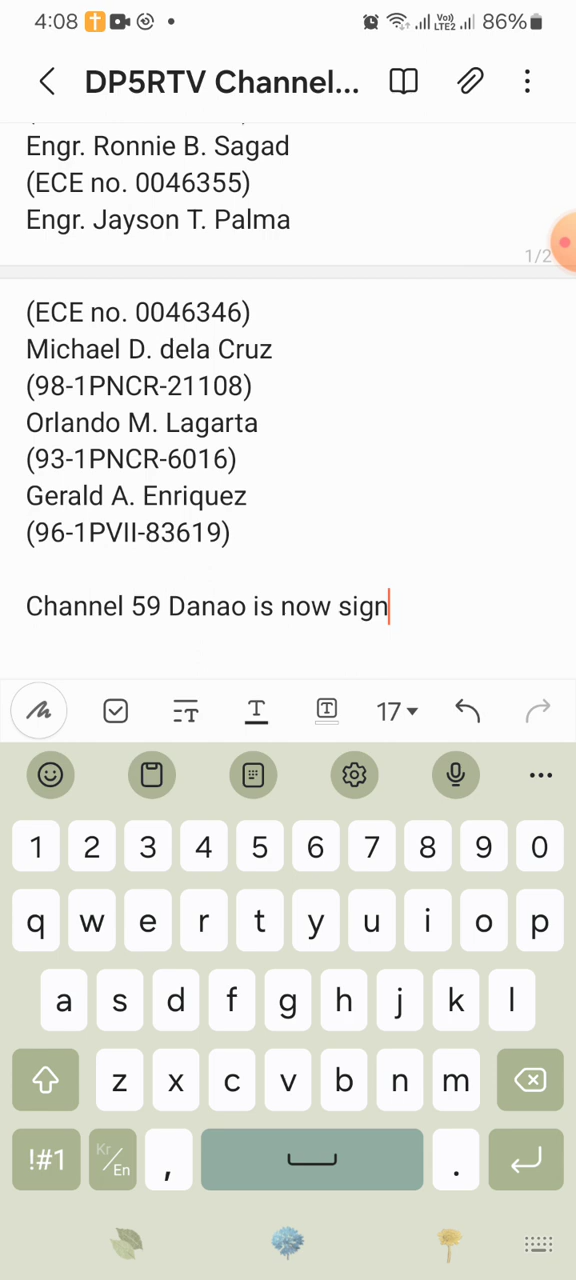 4:08 Vo)) LTE2 86%
DP5RTV Channel...
Engr. Ronnie B. Sagad
(ECE no. 0046355)
Engr. Jayson T. Palma
1/2
(ECE no. 0046346)
Michael D. dela Cruz
(98-1PNCR-21108)
Orlando M. Lagarta
(93-1PNCR-6016)
Gerald A. Enriquez
(96-1PVII-83619)
Channel 59 Danao is now sign
T T T 17
1 2 3 4 5 6 7 8 9 0
q w e r t y u i o p
a s d f g h j k l
z x c v b n m
!#1 Kr/En , .